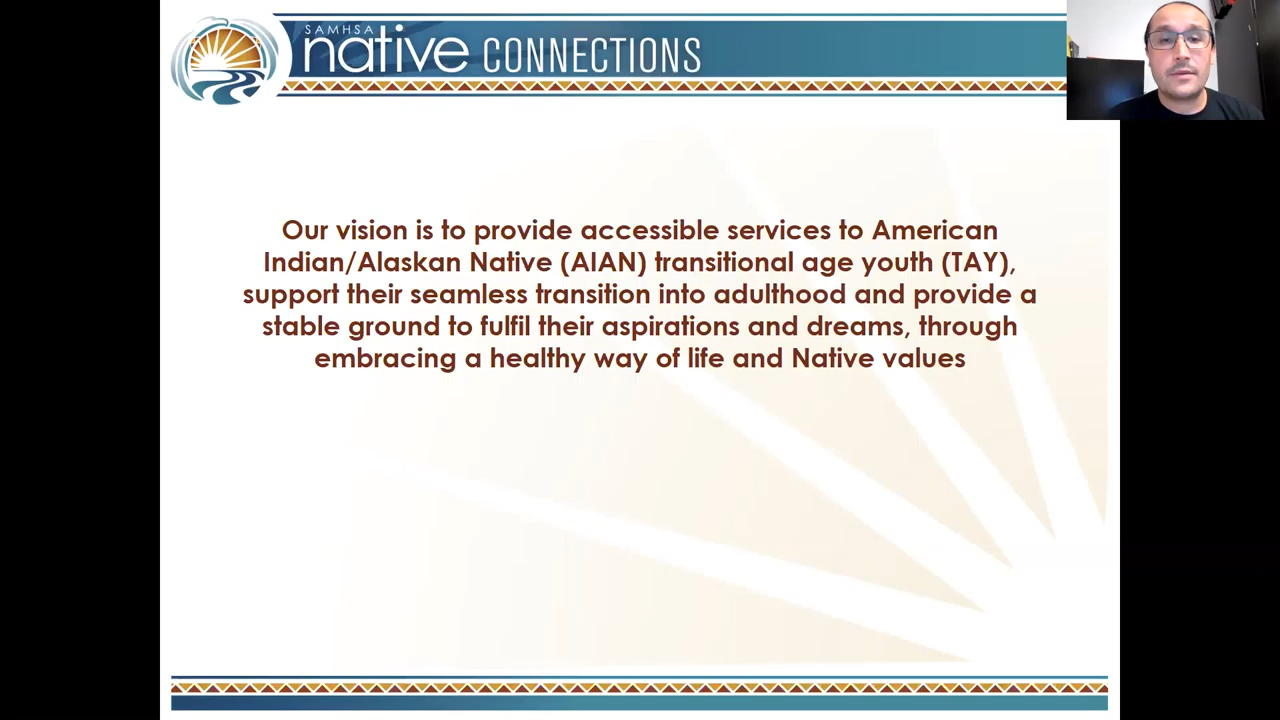 SAMHSA
native CONNECTIONS
Our vision is to provide accessible services to American
Indian/Alaskan Native (AIAN) transitional age youth (TAY),
support their seamless transition into adulthood and provide a
stable ground to fulfil their aspirations and dreams, through
embracing a healthy way of life and Native values